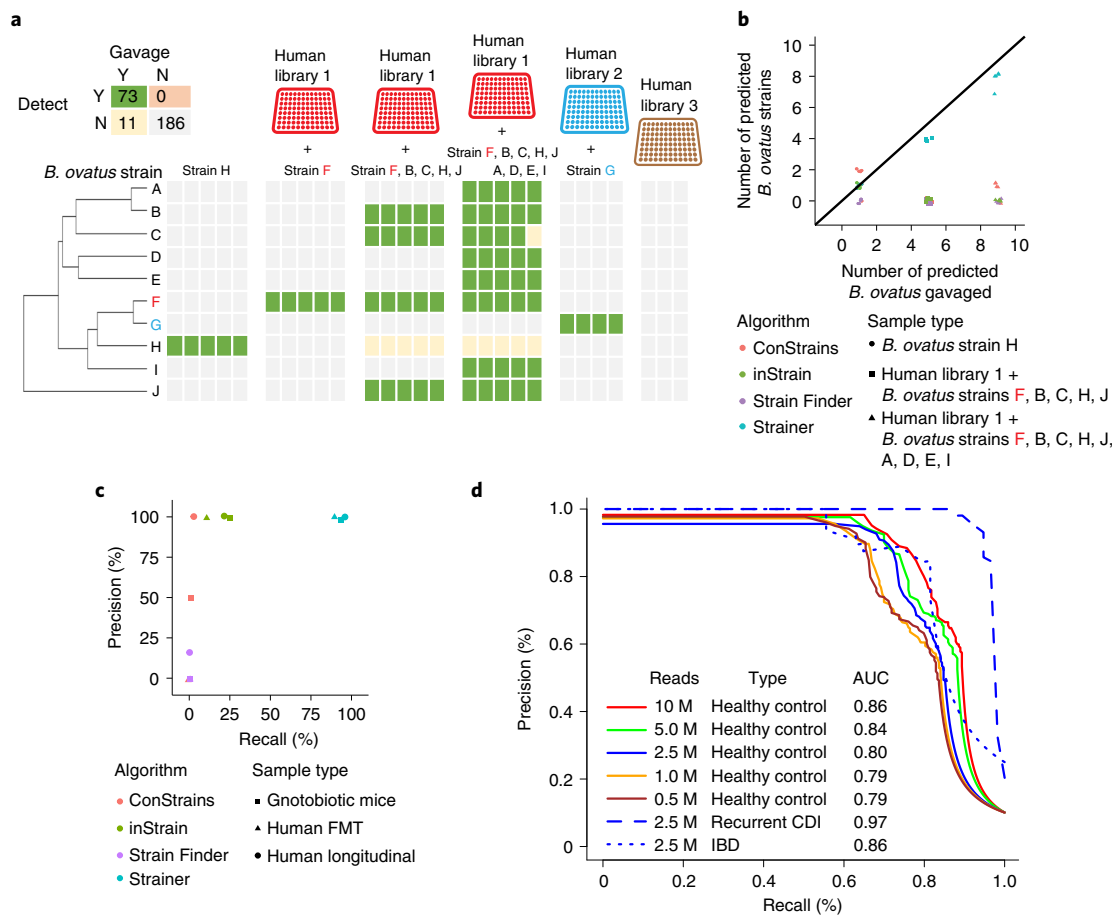 a
Gavage
Y N
Detect
Y 73 0
N 11 186
Human library 1
Human library 1
Human library 1
Human library 2
Human library 3
+
+
+
+
Strain H
Strain F
Strain F, B, C, H, J
Strain F, B, C, H, J
A, D, E, I
Strain G
B. ovatus strain
A
B
C
D
E
F
G
H
I
J
b
Number of predicted
B. ovatus strains
10
8
6
4
2
0
0 2 4 6 8 10
Number of predicted
B. ovatus gavaged
Algorithm
ConStrains
inStrain
Strain Finder
Strainer
Sample type
B. ovatus strain H
Human library 1 +
B. ovatus strains F, B, C, H, J
Human library 1 +
B. ovatus strains F, B, C, H, J,
A, D, E, I
c
Precision (%)
100
75
50
25
0
0 25 50 75 100
Recall (%)
Algorithm
ConStrains
inStrain
Strain Finder
Strainer
Sample type
Gnotobiotic mice
Human FMT
Human longitudinal
d
Precision (%)
1.0
0.8
0.6
0.4
0.2
0
0 0.2 0.4 0.6 0.8 1.0
Recall (%)
Reads Type AUC
10 M Healthy control 0.86
5.0 M Healthy control 0.84
2.5 M Healthy control 0.80
1.0 M Healthy control 0.79
0.5 M Healthy control 0.79
2.5 M Recurrent CDI 0.97
2.5 M IBD 0.86